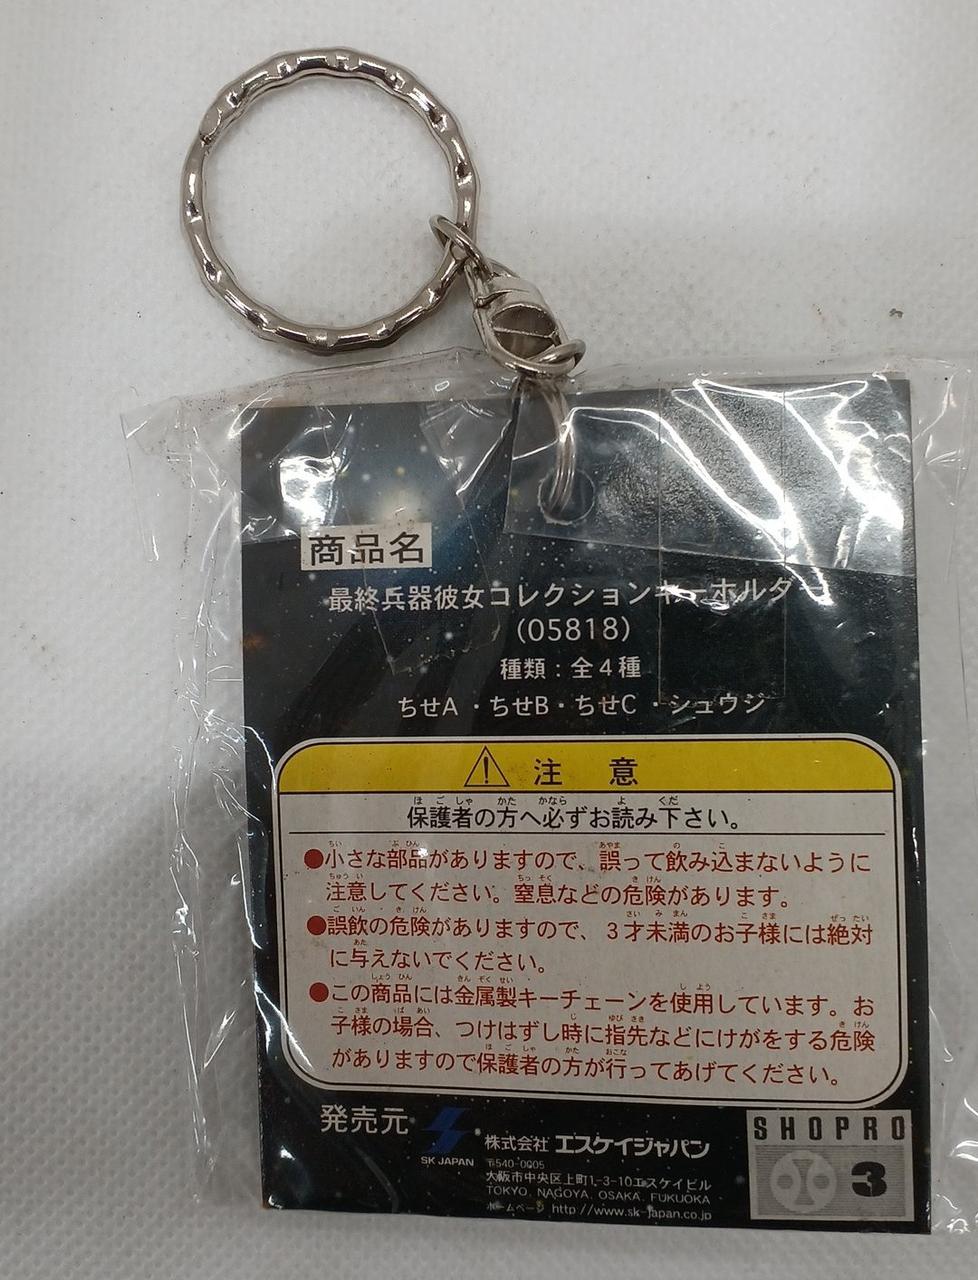 商品名
最終兵器彼女コレクションキーホルダー
(05818)
種類：全4種
ちせA・ちせB・ちせC・シュウジ
注意
保護者の方へ必ずお読み下さい。
●小さな部品がありますので、誤って飲み込まないように
注意してください。窒息などの危険があります。
●誤飲の危険がありますので、3才未満のお子様には絶対
に与えないでください。
●この商品には金属製キーチェーンを使用しています。お
子様の場合、つけはずし時に指先などにけがをする危険
がありますので保護者の方が行ってあげてください。
発売元
SK JAPAN
株式会社 エスケイジャパン
〒540-0005
大阪市中央区上町1-3-10エスケイビル
TOKYO, NAGOYA, OSAKA, FUKUOKA
ホームページ http://www.sk-japan.co.jp
SHOPRO
3